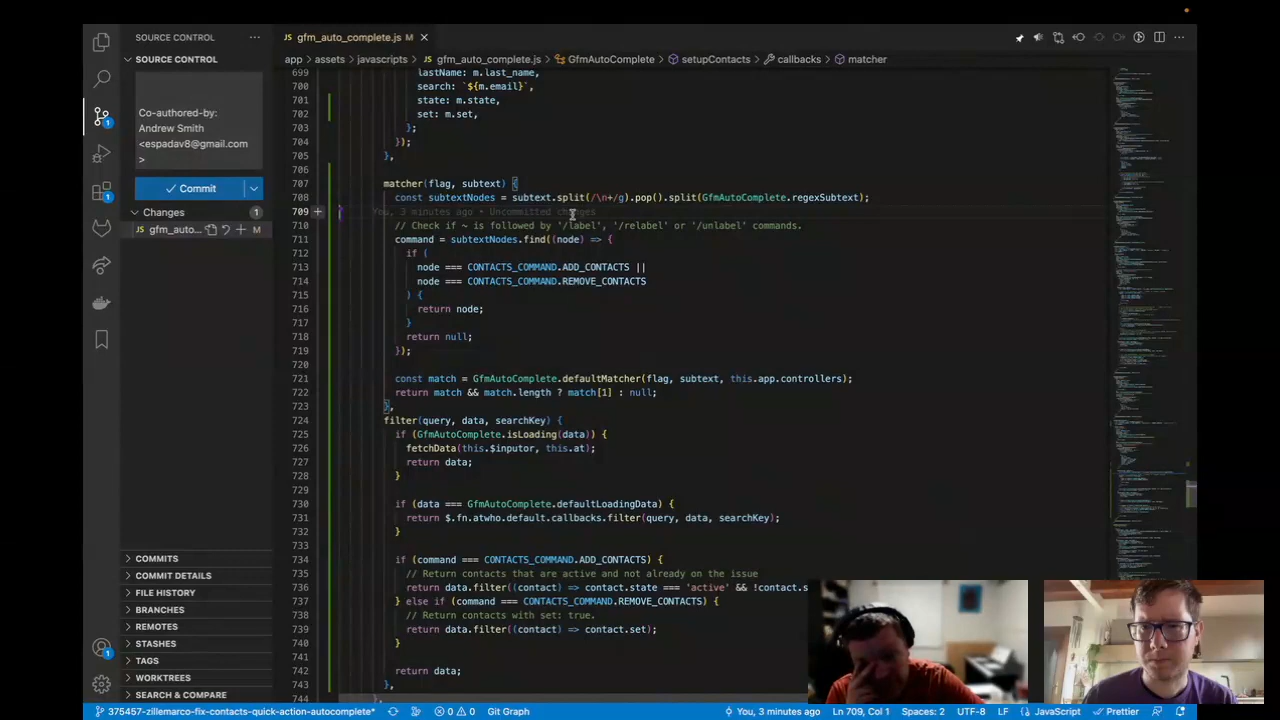 SOURCE CONTROL
gfm_auto_complete.js M
SOURCE CONTROL
app > assets > javascripts > gfm_auto_complete.js > GfmAutoComplete > setupContacts > callbacks > matcher
Co-authored-by:
Andrew Smith
<espadav8@gmail.com
>
Commit
Changes 1
gfm_auto... M
699 lastName: m.last_name,
700 search: `${m.email}`,
701 state: m.state,
702 set: m.set,
703 };
704 });
705 },
706
707 matcher(flag, subtext) {
708 const subtextNodes = subtext.split(/\n+/g).pop().split(GfmAutoComplete.regexSubtext);
709 You, 3 minutes ago • Uncommitted changes
710 // Check if ~ is followed by '/label', '/relabel' or '/unlabel' commands.
711 command = subtextNodes.find((node) => {
712 if (
713 node === CONTACTS_COMMAND.ADD_CONTACTS ||
714 node === CONTACTS_COMMAND.REMOVE_CONTACTS
715 ) {
716 return node;
717 }
718 return null;
719 });
720
721 const match = GfmAutoComplete.defaultMatcher(flag, subtext, this.app.controllers);
722 return match && match.length ? match[1] : null;
723 },
724 filter(query, data, searchKey) {
725 if (GfmAutoComplete.isLoading(data)) {
726 fetchData(this.$inputor, this.at);
727 return data;
728 }
729
730 if (data === GfmAutoComplete.defaultLoadingData) {
731 return $.fn.atwho.default.callbacks.filter(query, data, searchKey);
732 }
733
734 if (command === CONTACTS_COMMAND.ADD_CONTACTS) {
735 // Return contacts that are active and not already on the issue
736 return data.filter((contact) => contact.state === 'active' && !contact.s
737 } else if (command === CONTACTS_COMMAND.REMOVE_CONTACTS) {
738 // Return contacts with set: true.
739 return data.filter((contact) => contact.set);
740 }
741
742 return data;
743 },
744
COMMITS
COMMIT DETAILS
FILE HISTORY
BRANCHES
REMOTES
STASHES
TAGS
WORKTREES
SEARCH & COMPARE
375457-zillemarco-fix-contacts-quick-action-autocomplete* 0 0 Git Graph You, 3 minutes ago Ln 709, Col 1 Spaces: 2 UTF-8 LF JavaScript Prettier